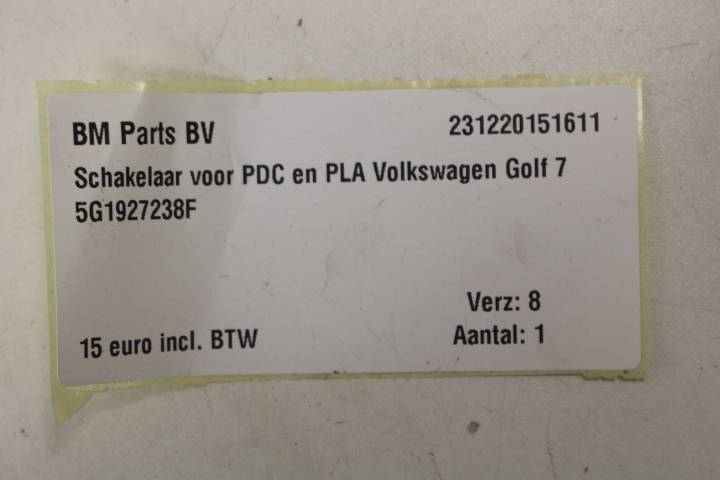 BM Parts BV 231220151611
Schakelaar voor PDC en PLA Volkswagen Golf 7
5G1927238F
Verz: 8
15 euro incl. BTW Aantal: 1